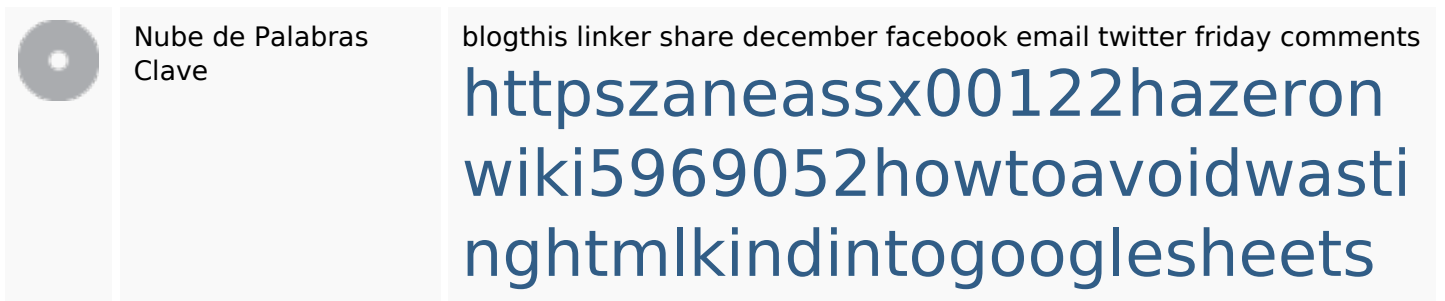 Nube de Palabras
Clave
blogthis linker share december facebook email twitter friday comments
httpszaneassx00122hazeron
wiki5969052howtoavoidwasti
nghtmlkindintogooglesheets